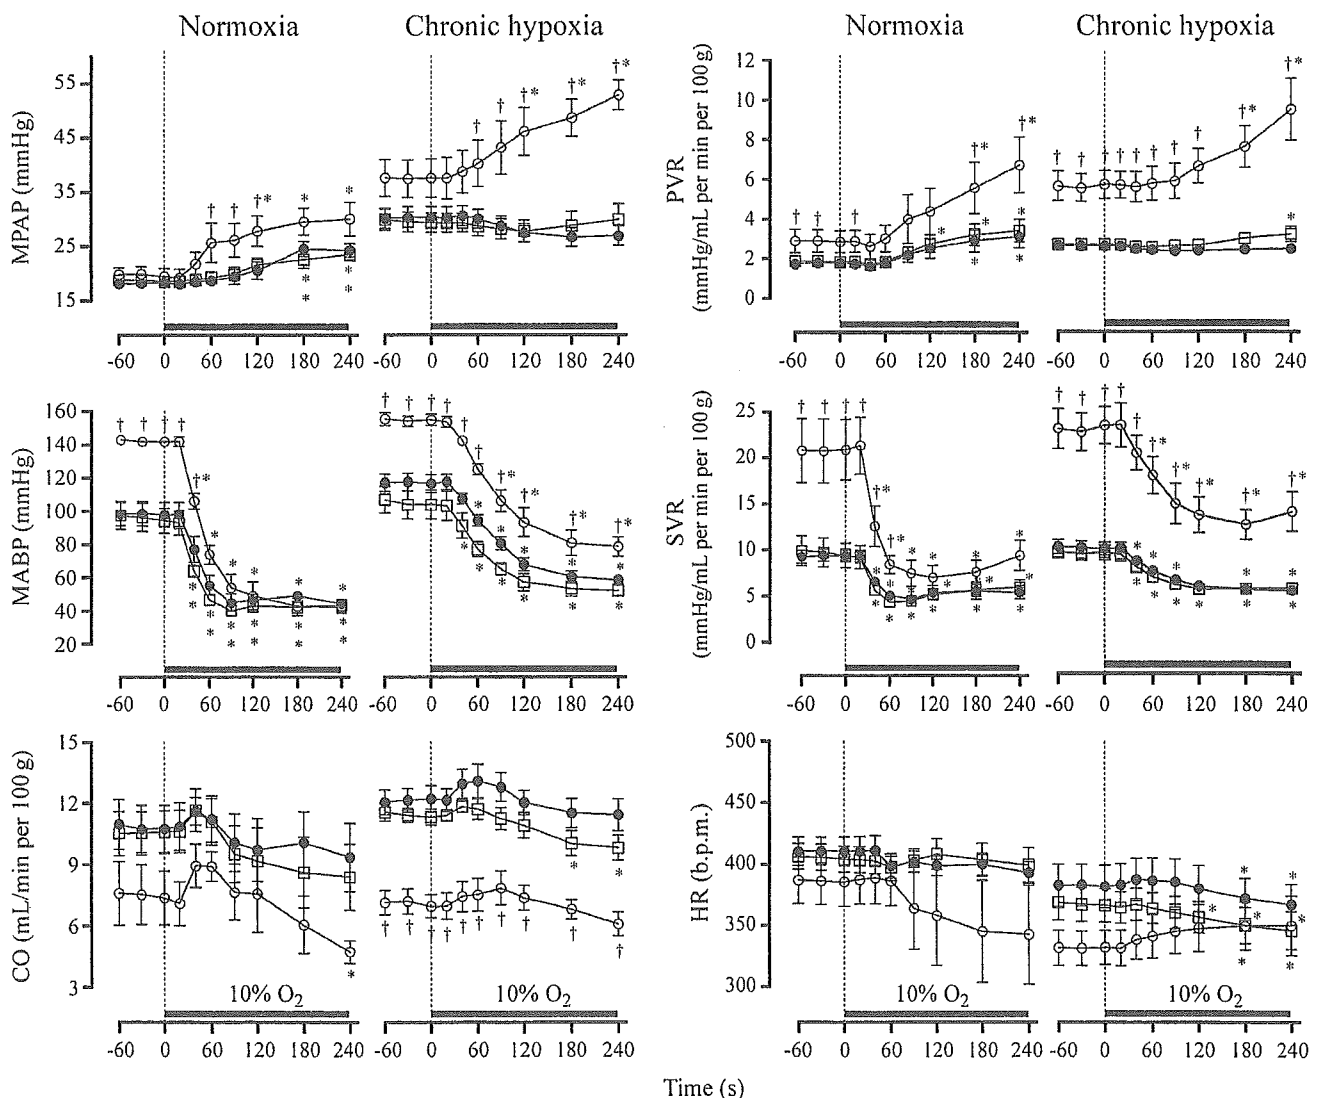 Normoxia
Chronic hypoxia
Normoxia
Chronic hypoxia
MPAP (mmHg)
55
45
35
25
15
†
†
†*
*
*
*
*
*
*
†
†
†*
†*
†*
-60 0 60 120 180 240
-60 0 60 120 180 240
PVR
(mmHg/mL per min per 100g)
12
10
8
6
4
2
0
† † †
†*
†*
* * *
* *
† † † † † † † †
†*
†*
*
-60 0 60 120 180 240
-60 0 60 120 180 240
MABP (mmHg)
160
140
120
100
80
60
40
20
† † † †
†*
* * * * *
* * * * * *
* * * * * *
† † † † † †
†* †* †* †*
* * * * *
* * * * * *
-60 0 60 120 180 240
-60 0 60 120 180 240
SVR
(mmHg/mL per min per 100g)
25
20
15
10
5
0
† † † †
†*
†*
* * * *
* * *
* * * * * *
† † † † † †
†* †* †* †*
* * * * * *
* * * * * *
-60 0 60 120 180 240
-60 0 60 120 180 240
CO (mL/min per 100g)
15
12
9
6
3
*
* *
† † † † † † † † † †
10% O2
10% O2
-60 0 60 120 180 240
-60 0 60 120 180 240
HR (b.p.m.)
500
450
400
350
300
* *
* * *
* *
10% O2
10% O2
-60 0 60 120 180 240
-60 0 60 120 180 240
Time (s)